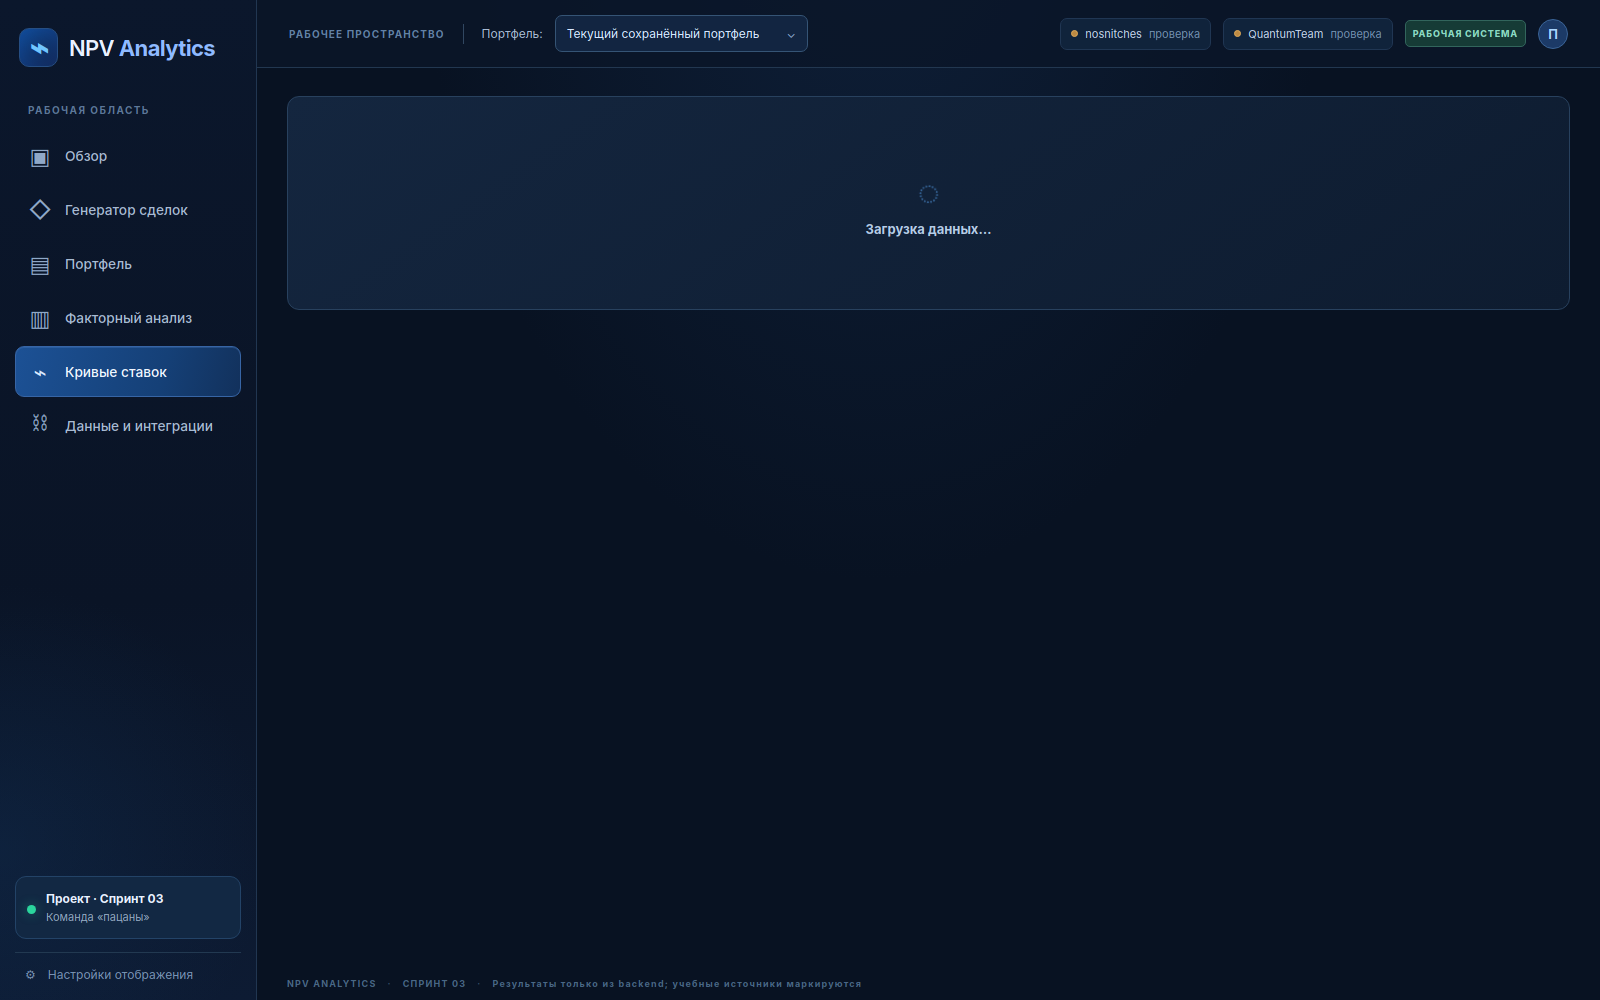 NPV Analytics
РАБОЧЕЕ ПРОСТРАНСТВО
Портфель:
Текущий сохранённый портфель
nosnitches проверка
QuantumTeam проверка
РАБОЧАЯ СИСТЕМА
П
РАБОЧАЯ ОБЛАСТЬ
Обзор
Генератор сделок
Портфель
Факторный анализ
Кривые ставок
Данные и интеграции
Загрузка данных...
Проект · Спринт 03
Команда «пацаны»
Настройки отображения
NPV ANALYTICS · СПРИНТ 03 · Результаты только из backend; учебные источники маркируются